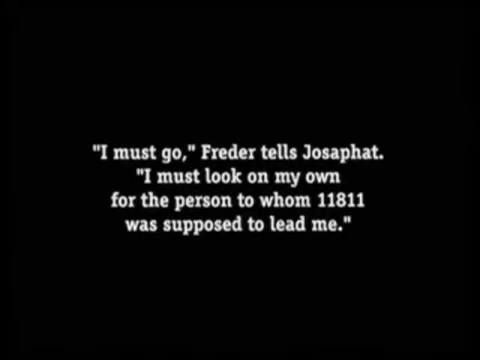 "I must go," Freder tells Josaphat.
"I must look on my own
for the person to whom 11811
was supposed to lead me."